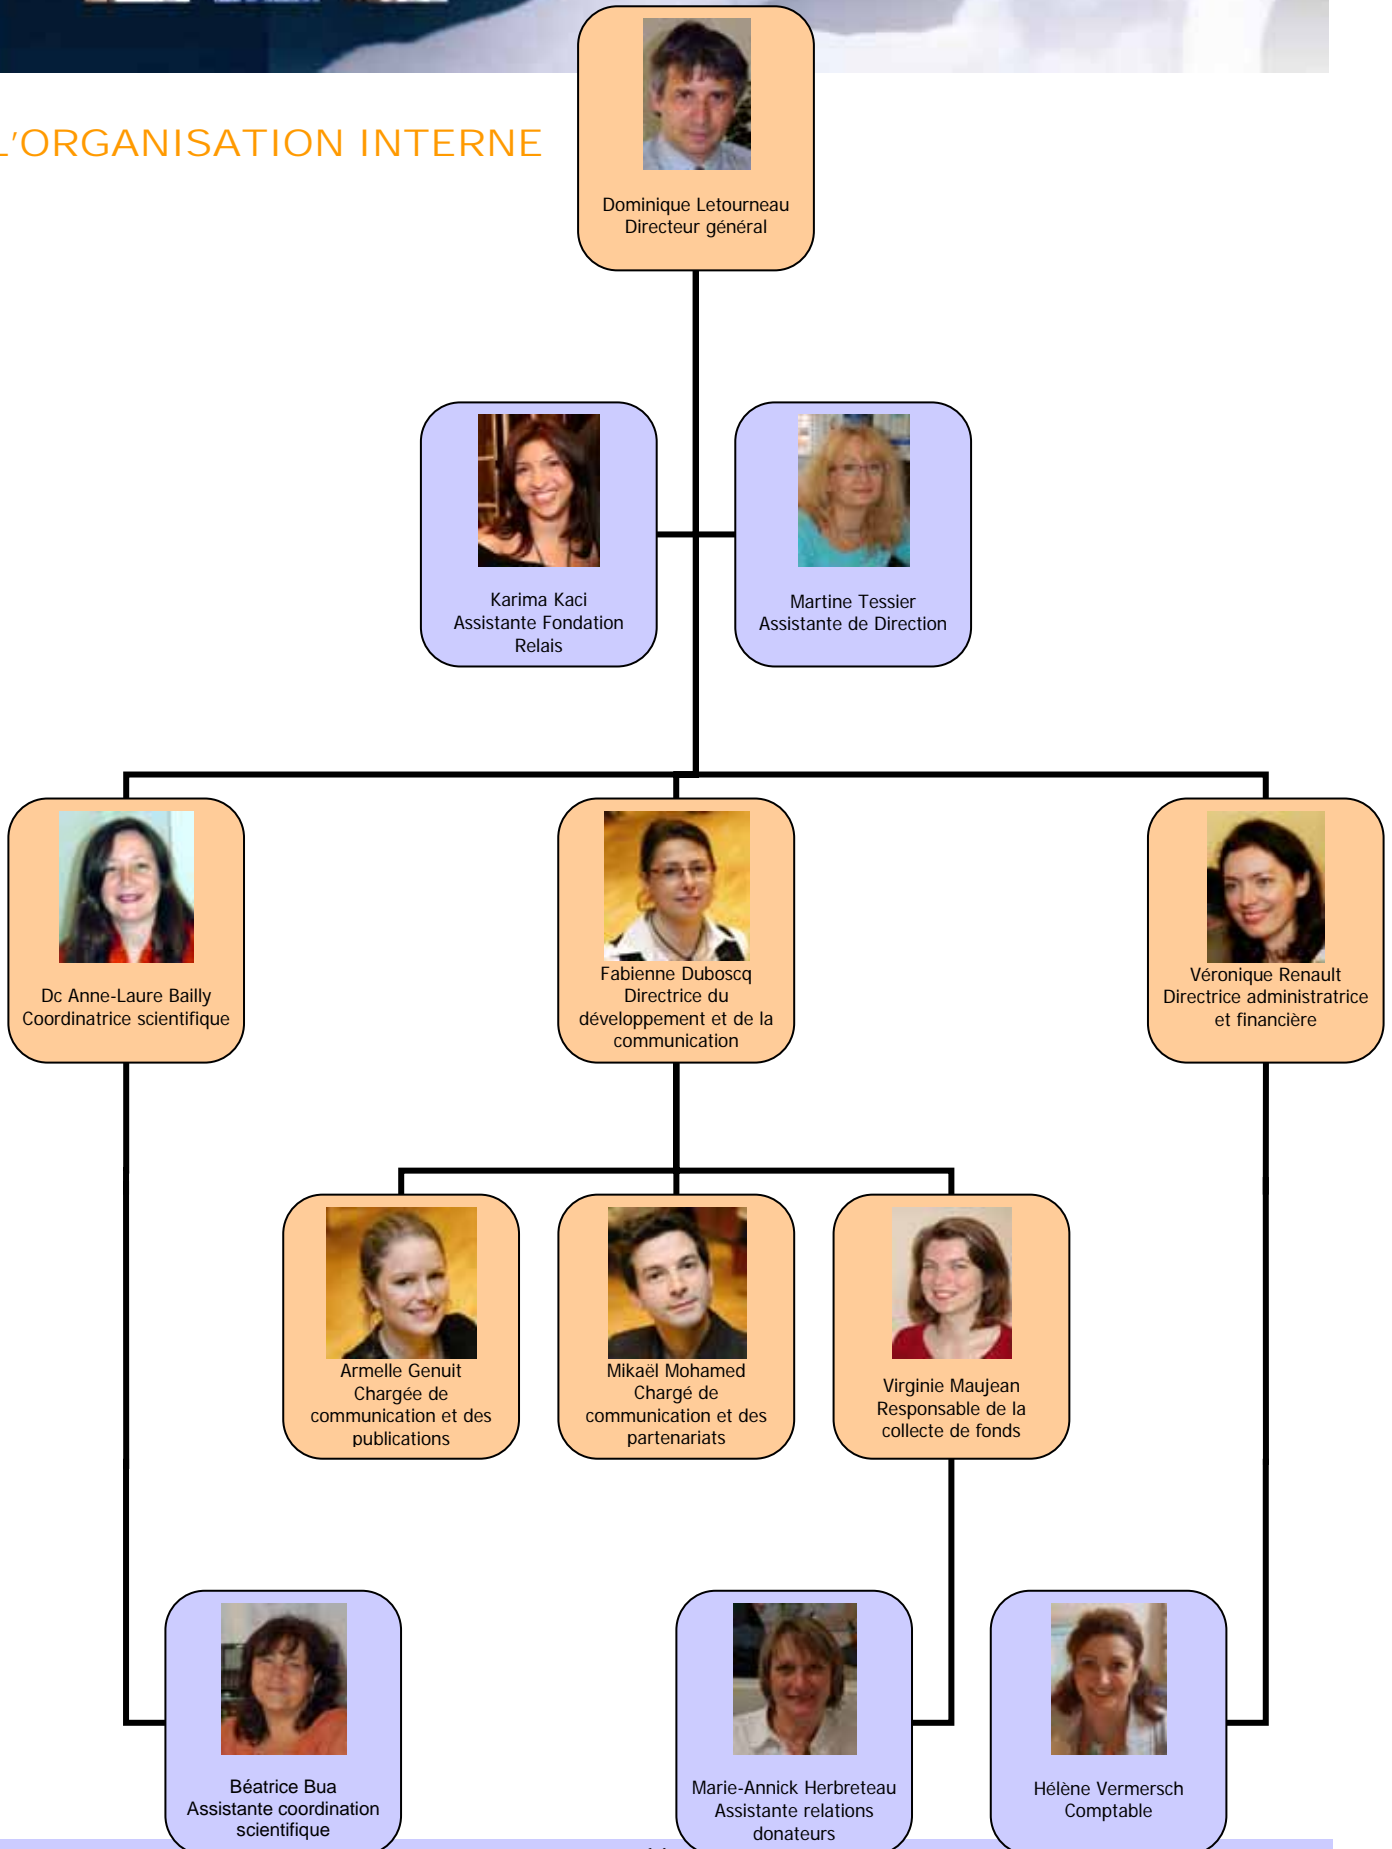 L'ORGANISATION INTERNE
Dominique Letourneau
Directeur général
Karima Kaci
Assistante Fondation
Relais
Martine Tessier
Assistante de Direction
Dc Anne-Laure Bailly
Coordinatrice scientifique
Fabienne Duboscq
Directrice du
développement et de la
communication
Véronique Renault
Directrice administratrice
et financière
Armelle Genuit
Chargée de
communication et des
publications
Mikaël Mohamed
Chargé de
communication et des
partenariats
Virginie Maujean
Responsable de la
collecte de fonds
Béatrice Bua
Assistante coordination
scientifique
Marie-Annick Herbreteau
Assistante relations
donateurs
Hélène Vermersch
Comptable